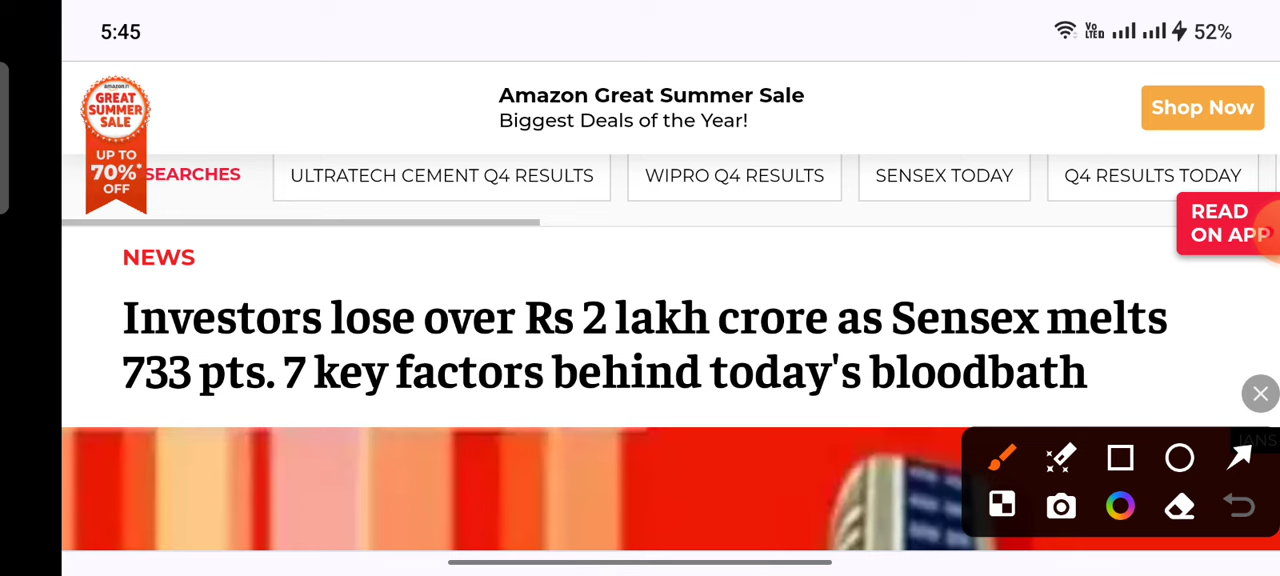 5:45
Vo LTED 52%
amazon.in
GREAT
SUMMER
SALE
UP TO
70%*
OFF
Amazon Great Summer Sale
Biggest Deals of the Year!
Shop Now
SEARCHES ULTRATECH CEMENT Q4 RESULTS WIPRO Q4 RESULTS SENSEX TODAY Q4 RESULTS TODAY
READ
ON APP
NEWS
Investors lose over Rs 2 lakh crore as Sensex melts
733 pts. 7 key factors behind today's bloodbath